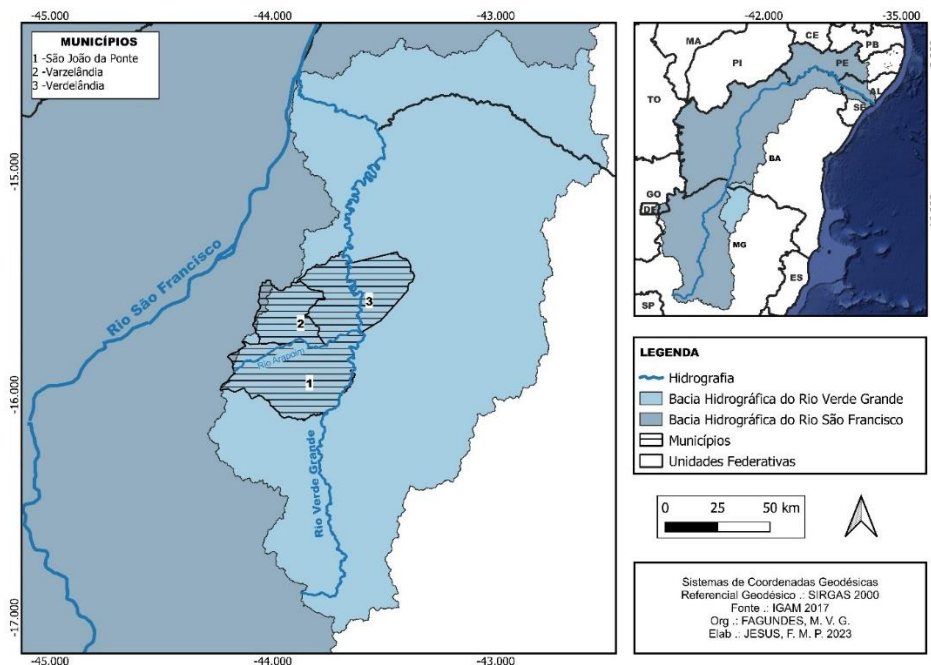 -45.000
-44.000
-43.000
MUNICÍPIOS
1 -São João da Ponte
2 - Varzelândia
3 - Verdelândia
-15.000
-16.000
-17.000
Rio São Francisco
Rio Arapoim
Rio Verde Grande
1
2
3
-45.000
-44.000
-43.000
-42.000
-35.000
MA
CE
PB
PI
PE
AL
SE
TO
BA
GO
DF
MG
ES
SP
LEGENDA
Hidrografia
Bacia Hidrográfica do Rio Verde Grande
Bacia Hidrográfica do Rio São Francisco
Municípios
Unidades Federativas
0 25 50 km
Sistemas de Coordenadas Geodésicas
Referencial Geodésico .: SIRGAS 2000
Fonte .: IGAM 2017
Org .: FAGUNDES, M. V. G.
Elab .: JESUS, F. M. P. 2023